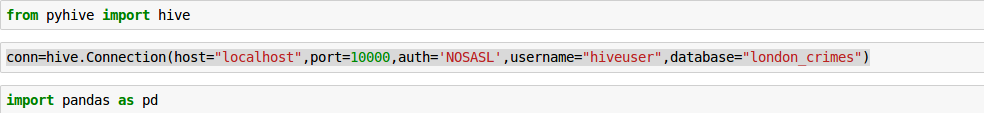 from pyhive import hive
conn=hive.Connection(host="localhost",port=10000,auth='NOSASL',username="hiveuser",database="london_crimes")
import pandas as pd